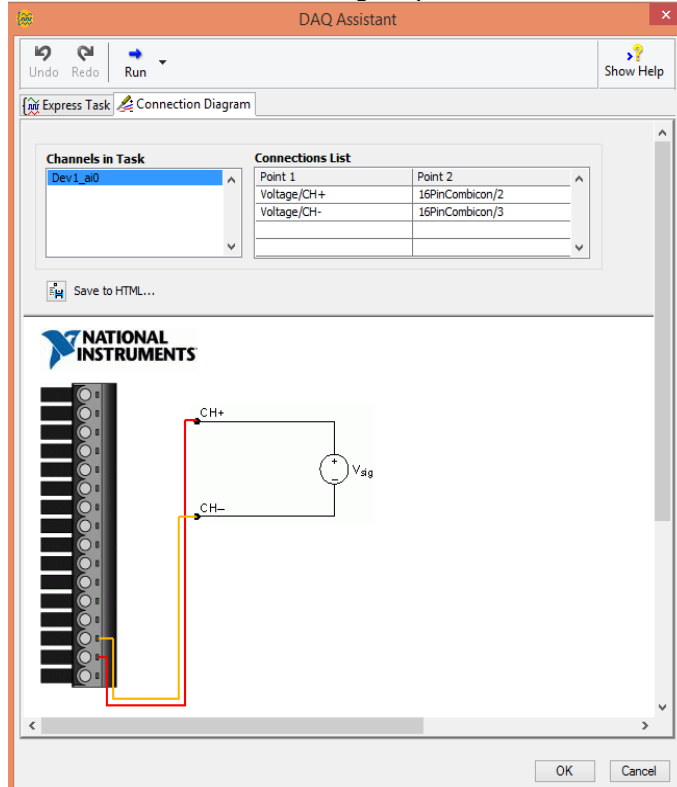 DAQ Assistant
Undo Redo Run
Show Help
Express Task Connection Diagram
Channels in Task
Dev1_ai0
Connections List
Point 1 Point 2
Voltage/CH+ 16PinCombicon/2
Voltage/CH- 16PinCombicon/3
Save to HTML...
NATIONAL
INSTRUMENTS
CH+
+
Vsig
−
CH−
OK Cancel